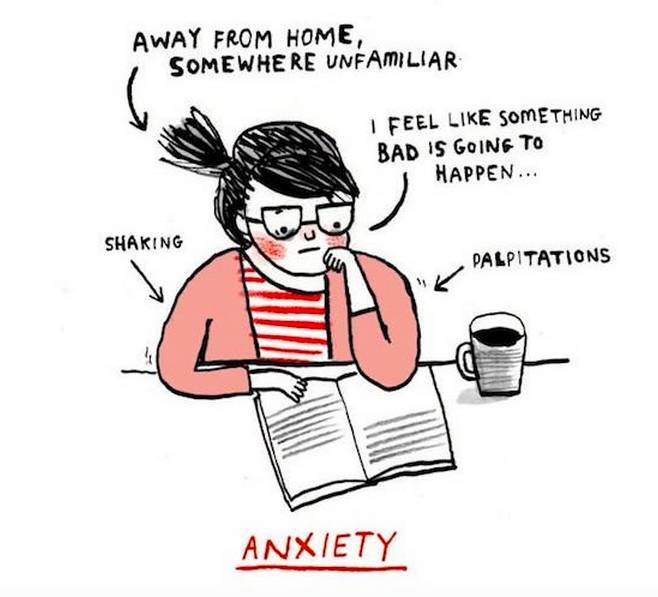 AWAY FROM HOME,
SOMEWHERE UNFAMILIAR
I FEEL LIKE SOMETHING
BAD IS GOING TO
HAPPEN...
SHAKING
PALPITATIONS
ANXIETY